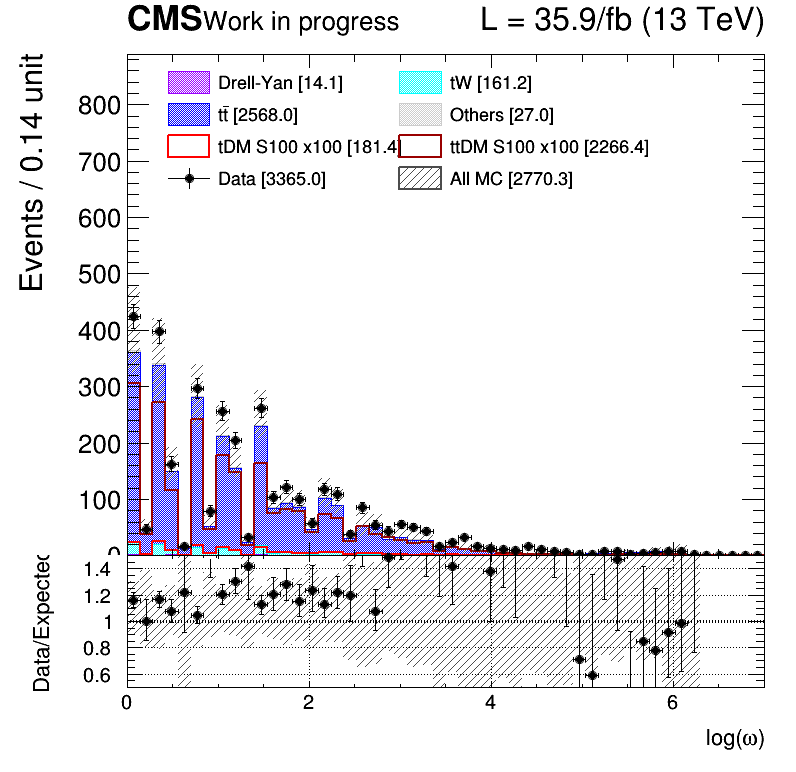 CMS Work in progress L = 35.9/fb (13 TeV)
Events / 0.14 unit
Drell-Yan [14.1] tW [161.2]
tt̄ [2568.0] Others [27.0]
tDM S100 x100 [181.4] ttDM S100 x100 [2266.4]
Data [3365.0] All MC [2770.3]
800
700
600
500
400
300
200
100
0
Data/Expected
1.4
1.2
1
0.8
0.6
0 2 4 6
log(ω)